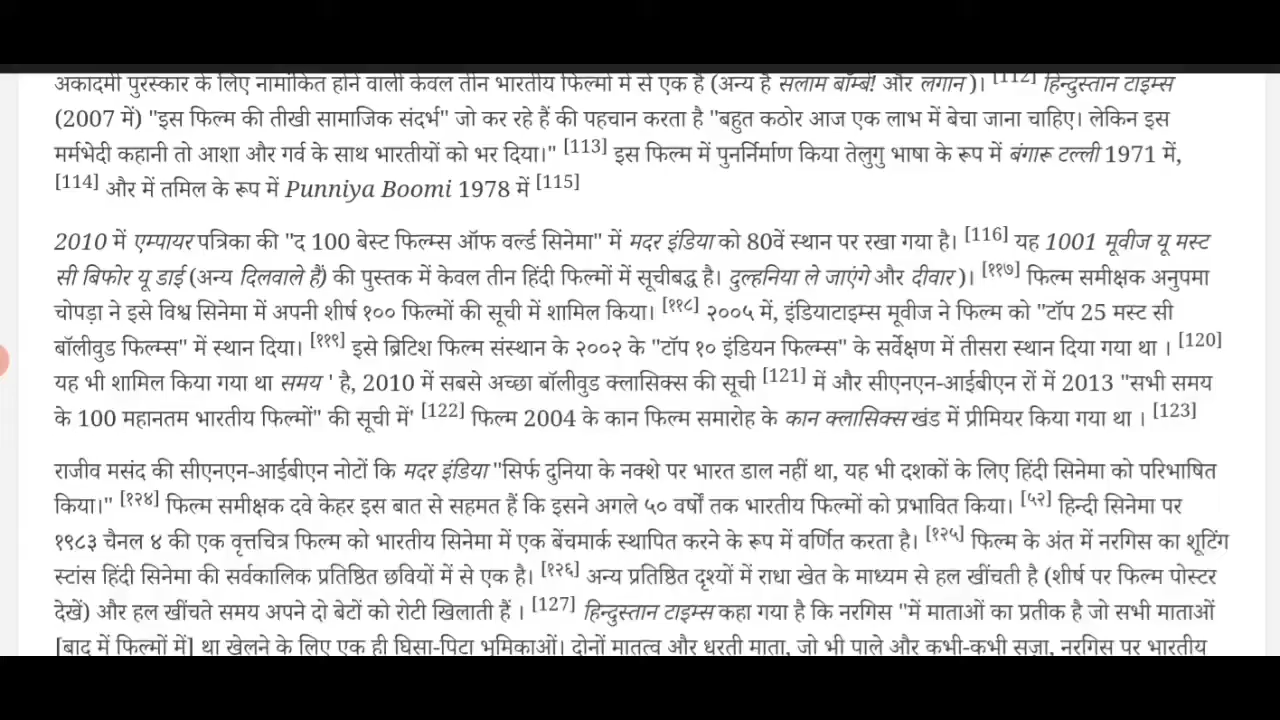 अकादमी पुरस्कार के लिए नामांकित होने वाली केवल तीन भारतीय फिल्मों में से एक है (अन्य है सलाम बॉम्बे! और लगान )। [112] हिन्दुस्तान टाइम्स
(2007 में) "इस फिल्म की तीखी सामाजिक संदर्भ" जो कर रहे हैं की पहचान करता है "बहुत कठोर आज एक लाभ में बेचा जाना चाहिए। लेकिन इस
मर्मभेदी कहानी तो आशा और गर्व के साथ भारतीयों को भर दिया।" [113] इस फिल्म में पुनर्निर्माण किया तेलुगु भाषा के रूप में बंगारू टल्ली 1971 में,
[114] और में तमिल के रूप में Punniya Boomi 1978 में [115]
2010 में एम्पायर पत्रिका की "द 100 बेस्ट फिल्म्स ऑफ वर्ल्ड सिनेमा" में मदर इंडिया को 80वें स्थान पर रखा गया है। [116] यह 1001 मूवीज यू मस्ट
सी बिफोर यू डाई (अन्य दिलवाले हैं) की पुस्तक में केवल तीन हिंदी फिल्मों में सूचीबद्ध है। दुल्हनिया ले जाएंगे और दीवार )। [११७] फिल्म समीक्षक अनुपमा
चोपड़ा ने इसे विश्व सिनेमा में अपनी शीर्ष १०० फिल्मों की सूची में शामिल किया। [११८] २००५ में, इंडियाटाइम्स मूवीज ने फिल्म को "टॉप 25 मस्ट सी
बॉलीवुड फिल्म्स" में स्थान दिया। [११९] इसे ब्रिटिश फिल्म संस्थान के २००२ के "टॉप १० इंडियन फिल्म्स" के सर्वेक्षण में तीसरा स्थान दिया गया था । [120]
यह भी शामिल किया गया था समय ' है, 2010 में सबसे अच्छा बॉलीवुड क्लासिक्स की सूची [121] में और सीएनएन-आईबीएन रों में 2013 "सभी समय
के 100 महानतम भारतीय फिल्मों" की सूची में' [122] फिल्म 2004 के कान फिल्म समारोह के कान क्लासिक्स खंड में प्रीमियर किया गया था । [123]
राजीव मसंद की सीएनएन-आईबीएन नोटों कि मदर इंडिया "सिर्फ दुनिया के नक्शे पर भारत डाल नहीं था, यह भी दशकों के लिए हिंदी सिनेमा को परिभाषित
किया।" [१२४] फिल्म समीक्षक दवे केहर इस बात से सहमत हैं कि इसने अगले ५० वर्षों तक भारतीय फिल्मों को प्रभावित किया। [५२] हिन्दी सिनेमा पर
१९८३ चैनल ४ की एक वृत्तचित्र फिल्म को भारतीय सिनेमा में एक बेंचमार्क स्थापित करने के रूप में वर्णित करता है। [१२५] फिल्म के अंत में नरगिस का शूटिंग
स्टांस हिंदी सिनेमा की सर्वकालिक प्रतिष्ठित छवियों में से एक है। [१२६] अन्य प्रतिष्ठित दृश्यों में राधा खेत के माध्यम से हल खींचती है (शीर्ष पर फिल्म पोस्टर
देखें) और हल खींचते समय अपने दो बेटों को रोटी खिलाती हैं । [127] हिन्दुस्तान टाइम्स कहा गया है कि नरगिस "में माताओं का प्रतीक है जो सभी माताओं
[बाद में फिल्मों में] था खेलने के लिए एक ही घिसा-पिटा भूमिकाओं। दोनों मातृत्व और धरती माता, जो भी पाले और कभी-कभी सज़ा, नरगिस पर भारतीय